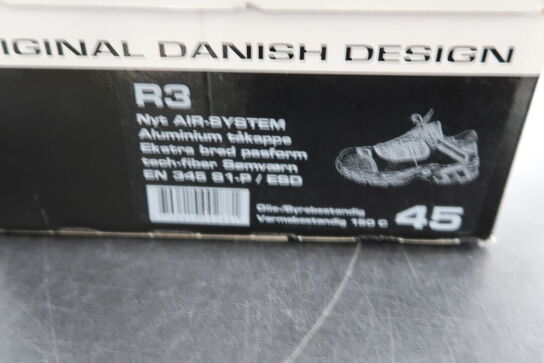 IGINAL DANISH DESIGN
R3
Nyt AIR-SYSTEM
Aluminium tåkappe
Ekstra bred pasform
tech-fiber Sømværn
EN 345 S1-P / ESD
Olie-/Syrebestandig
Varmebestandig 150 C
45